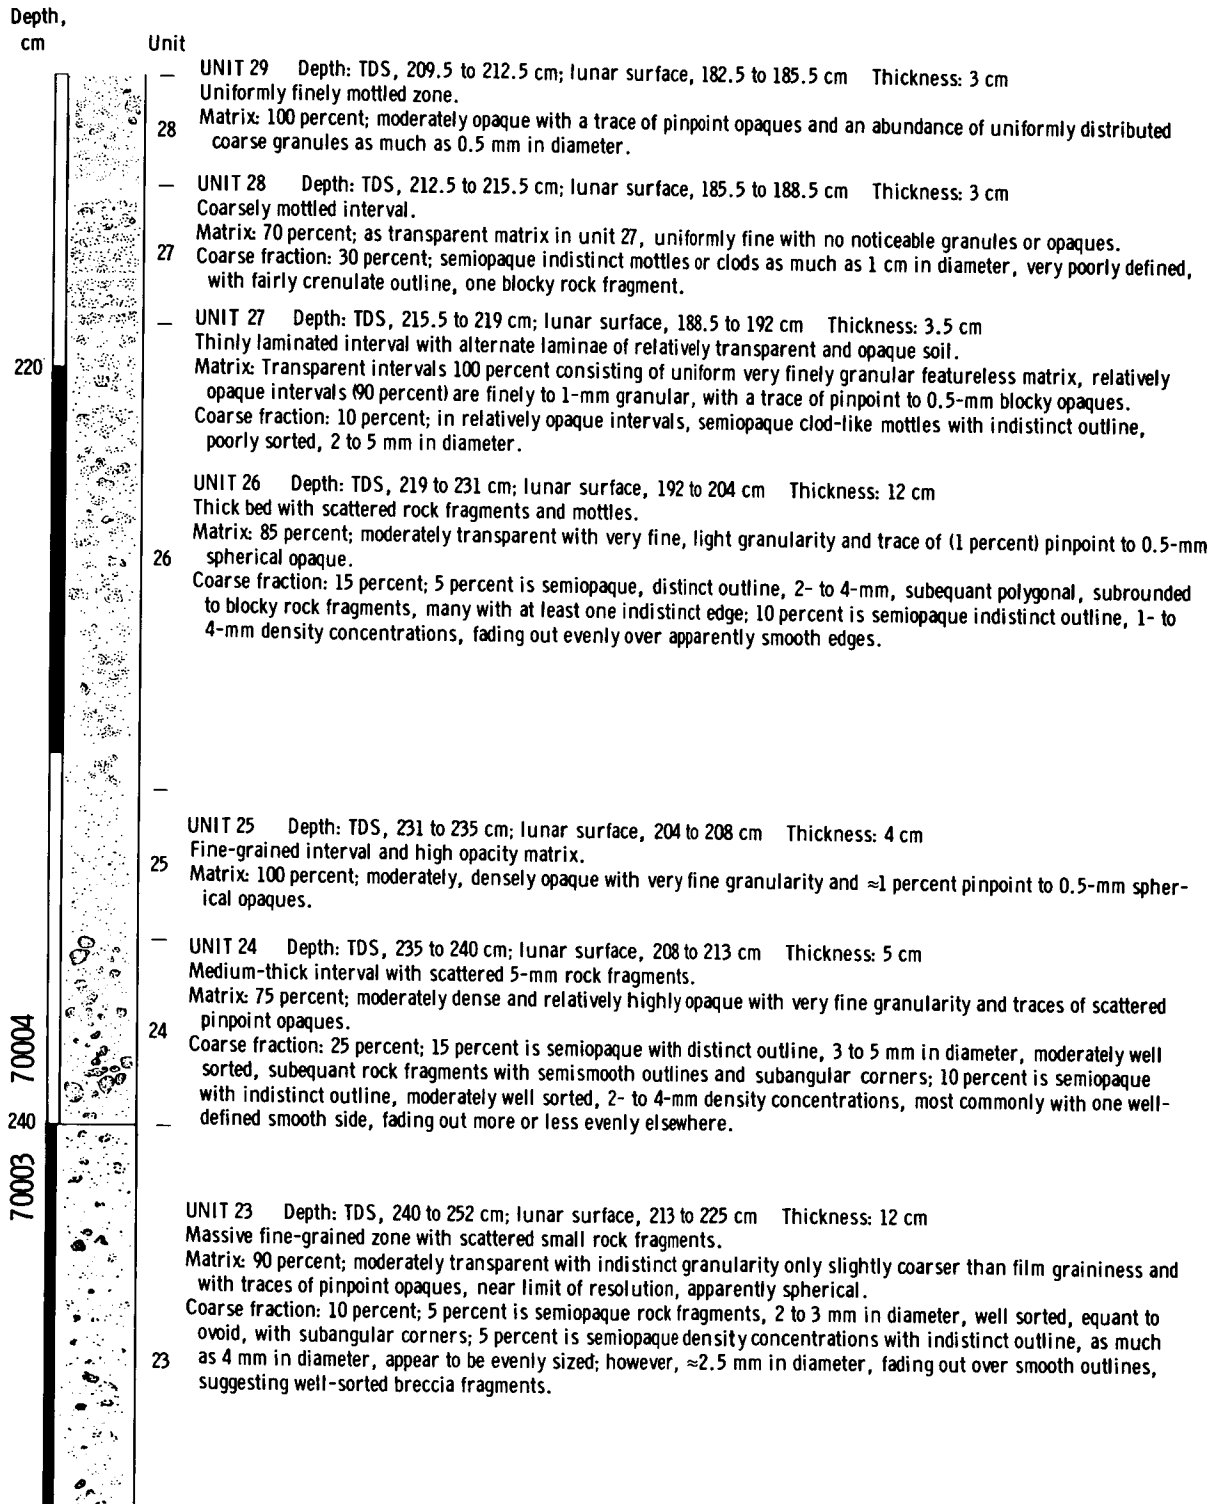 Depth,
cm
Unit
UNIT 29 Depth: TDS, 209.5 to 212.5 cm; lunar surface, 182.5 to 185.5 cm Thickness: 3 cm
Uniformly finely mottled zone.
28
Matrix: 100 percent; moderately opaque with a trace of pinpoint opaques and an abundance of uniformly distributed
coarse granules as much as 0.5 mm in diameter.
UNIT 28 Depth: TDS, 212.5 to 215.5 cm; lunar surface, 185.5 to 188.5 cm Thickness: 3 cm
Coarsely mottled interval.
Matrix: 70 percent; as transparent matrix in unit 27, uniformly fine with no noticeable granules or opaques.
27
Coarse fraction: 30 percent; semiopaque indistinct mottles or clods as much as 1 cm in diameter, very poorly defined,
with fairly crenulate outline, one blocky rock fragment.
UNIT 27 Depth: TDS, 215.5 to 219 cm; lunar surface, 188.5 to 192 cm Thickness: 3.5 cm
Thinly laminated interval with alternate laminae of relatively transparent and opaque soil.
220
Matrix: Transparent intervals 100 percent consisting of uniform very finely granular featureless matrix, relatively
opaque intervals (90 percent) are finely to 1-mm granular, with a trace of pinpoint to 0.5-mm blocky opaques.
Coarse fraction: 10 percent; in relatively opaque intervals, semiopaque clod-like mottles with indistinct outline,
poorly sorted, 2 to 5 mm in diameter.
UNIT 26 Depth: TDS, 219 to 231 cm; lunar surface, 192 to 204 cm Thickness: 12 cm
Thick bed with scattered rock fragments and mottles.
Matrix: 85 percent; moderately transparent with very fine, light granularity and trace of (1 percent) pinpoint to 0.5-mm
26
spherical opaque.
Coarse fraction: 15 percent; 5 percent is semiopaque, distinct outline, 2- to 4-mm, subequant polygonal, subrounded
to blocky rock fragments, many with at least one indistinct edge; 10 percent is semiopaque indistinct outline, 1- to
4-mm density concentrations, fading out evenly over apparently smooth edges.
UNIT 25 Depth: TDS, 231 to 235 cm; lunar surface, 204 to 208 cm Thickness: 4 cm
Fine-grained interval and high opacity matrix.
25
Matrix: 100 percent; moderately, densely opaque with very fine granularity and ≈1 percent pinpoint to 0.5-mm spher-
ical opaques.
UNIT 24 Depth: TDS, 235 to 240 cm; lunar surface, 208 to 213 cm Thickness: 5 cm
Medium-thick interval with scattered 5-mm rock fragments.
Matrix: 75 percent; moderately dense and relatively highly opaque with very fine granularity and traces of scattered
pinpoint opaques.
24
Coarse fraction: 25 percent; 15 percent is semiopaque with distinct outline, 3 to 5 mm in diameter, moderately well
sorted, subequant rock fragments with semismooth outlines and subangular corners; 10 percent is semiopaque
with indistinct outline, moderately well sorted, 2- to 4-mm density concentrations, most commonly with one well-
defined smooth side, fading out more or less evenly elsewhere.
70004
240
70003
UNIT 23 Depth: TDS, 240 to 252 cm; lunar surface, 213 to 225 cm Thickness: 12 cm
Massive fine-grained zone with scattered small rock fragments.
Matrix: 90 percent; moderately transparent with indistinct granularity only slightly coarser than film graininess and
with traces of pinpoint opaques, near limit of resolution, apparently spherical.
Coarse fraction: 10 percent; 5 percent is semiopaque rock fragments, 2 to 3 mm in diameter, well sorted, equant to
ovoid, with subangular corners; 5 percent is semiopaque density concentrations with indistinct outline, as much
23
as 4 mm in diameter, appear to be evenly sized; however, ≈2.5 mm in diameter, fading out over smooth outlines,
suggesting well-sorted breccia fragments.